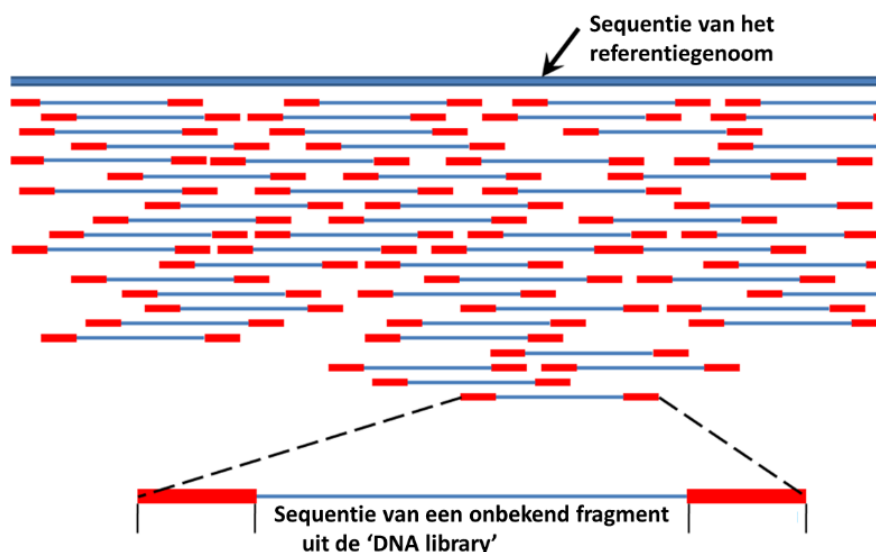 Sequentie van het
referentiegenoom
Sequentie van een onbekend fragment
uit de ‘DNA library’